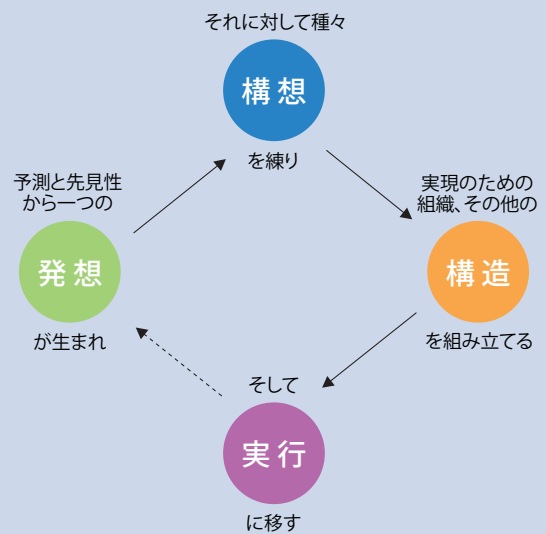 予測と先見性
から一つの
発想
が生まれ
それに対して種々
構想
を練り
実現のための
組織、その他の
構造
を組み立てる
そして
実行
に移す